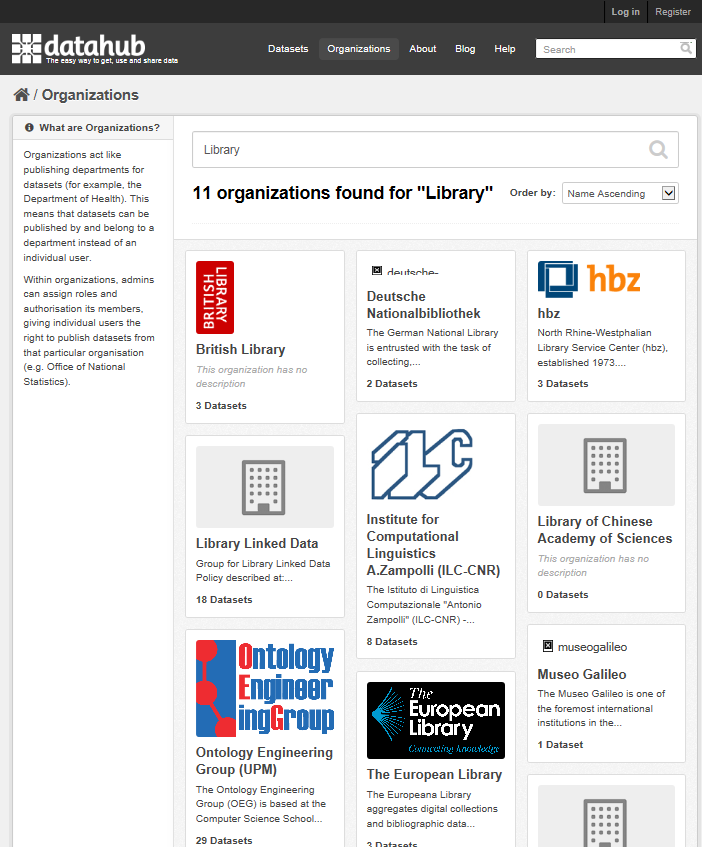 Log in Register
datahub
The easy way to get, use and share data
Datasets Organizations About Blog Help Search
/ Organizations
What are Organizations?
Organizations act like
publishing departments for
datasets (for example, the
Department of Health). This
means that datasets can be
published by and belong to a
department instead of an
individual user.
Within organizations, admins
can assign roles and
authorisation its members,
giving individual users the
right to publish datasets from
that particular organisation
(e.g. Office of National
Statistics).
Library
11 organizations found for "Library"
Order by: Name Ascending
LIBRARY
BRITISH
British Library
This organization has no
description
3 Datasets
deutsche-
Deutsche
Nationalbibliothek
The German National Library
is entrusted with the task of
collecting,...
2 Datasets
hbz
hbz
North Rhine-Westphalian
Library Service Center (hbz),
established 1973....
3 Datasets
Library Linked Data
Group for Library Linked Data
Policy described at:...
18 Datasets
ILC
Institute for
Computational
Linguistics
A.Zampolli (ILC-CNR)
The Istituto di Linguistica
Computazionale "Antonio
Zampolli" (ILC-CNR) -...
8 Datasets
Library of Chinese
Academy of Sciences
This organization has no
description
0 Datasets
Ontology
Engineer
ingGroup
Ontology Engineering
Group (UPM)
The Ontology Engineering
Group (OEG) is based at the
Computer Science School...
29 Datasets
The
European
Library
Connecting knowledge
The European Library
The Europeana Library
aggregates digital collections
and bibliographic data...
3 Datasets
museogalileo
Museo Galileo
The Museo Galileo is one of
the foremost international
institutions in the...
1 Dataset